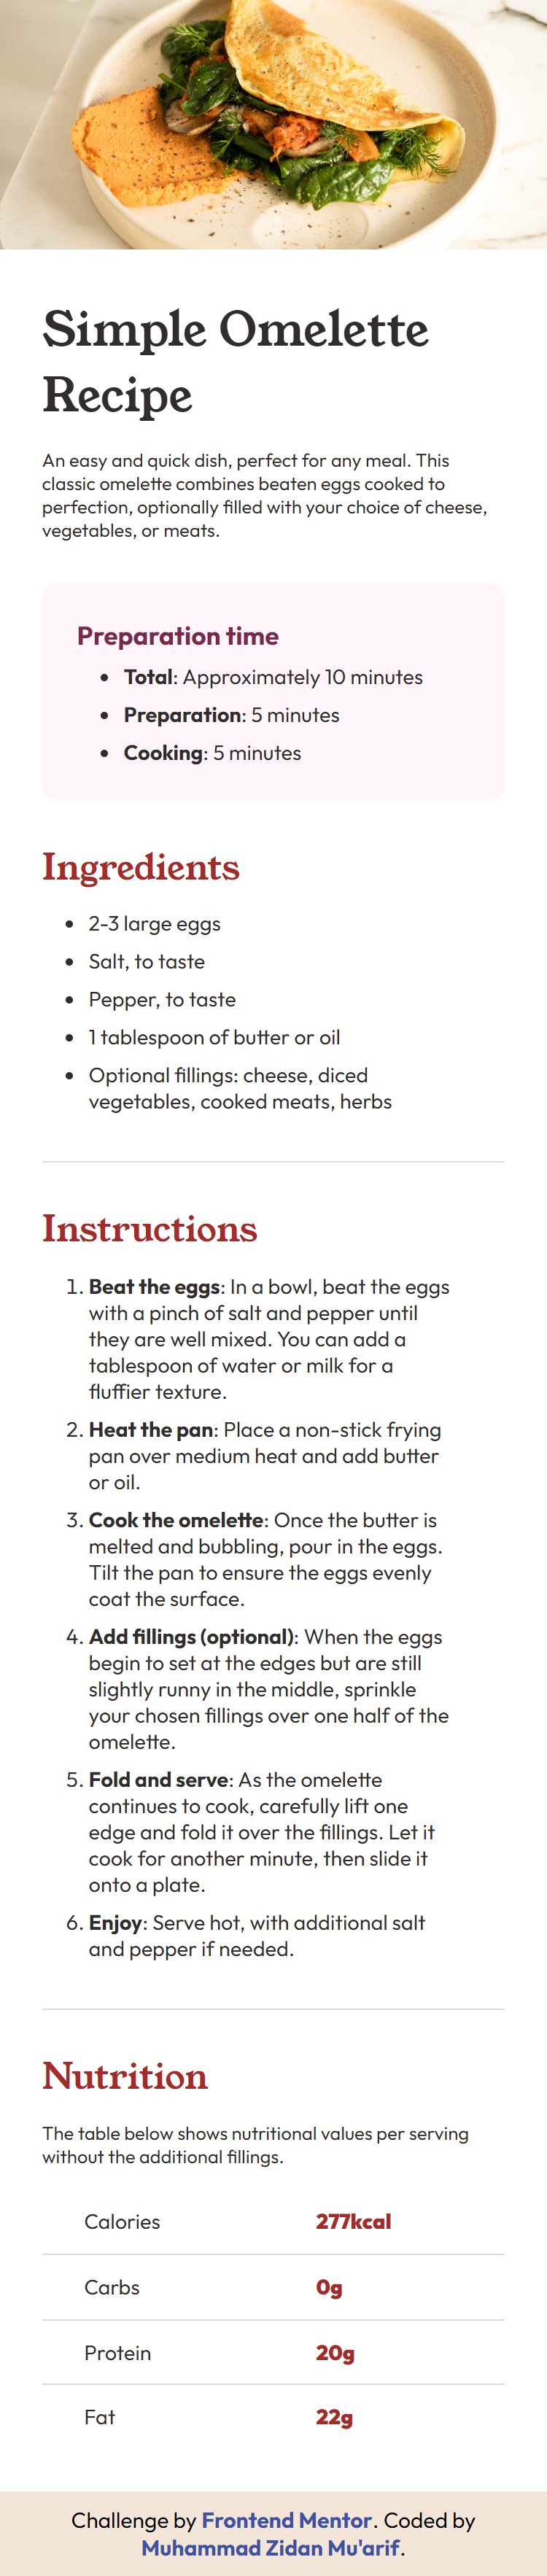 Simple Omelette
Recipe
An easy and quick dish, perfect for any meal. This
classic omelette combines beaten eggs cooked to
perfection, optionally filled with your choice of cheese,
vegetables, or meats.
Preparation time
• Total: Approximately 10 minutes
• Preparation: 5 minutes
• Cooking: 5 minutes
Ingredients
• 2-3 large eggs
• Salt, to taste
• Pepper, to taste
• 1 tablespoon of butter or oil
• Optional fillings: cheese, diced
vegetables, cooked meats, herbs
Instructions
1. Beat the eggs: In a bowl, beat the eggs
with a pinch of salt and pepper until
they are well mixed. You can add a
tablespoon of water or milk for a
fluffier texture.
2. Heat the pan: Place a non-stick frying
pan over medium heat and add butter
or oil.
3. Cook the omelette: Once the butter is
melted and bubbling, pour in the eggs.
Tilt the pan to ensure the eggs evenly
coat the surface.
4. Add fillings (optional): When the eggs
begin to set at the edges but are still
slightly runny in the middle, sprinkle
your chosen fillings over one half of the
omelette.
5. Fold and serve: As the omelette
continues to cook, carefully lift one
edge and fold it over the fillings. Let it
cook for another minute, then slide it
onto a plate.
6. Enjoy: Serve hot, with additional salt
and pepper if needed.
Nutrition
The table below shows nutritional values per serving
without the additional fillings.
Calories 277kcal
Carbs 0g
Protein 20g
Fat 22g
Challenge by Frontend Mentor. Coded by
Muhammad Zidan Mu'arif.